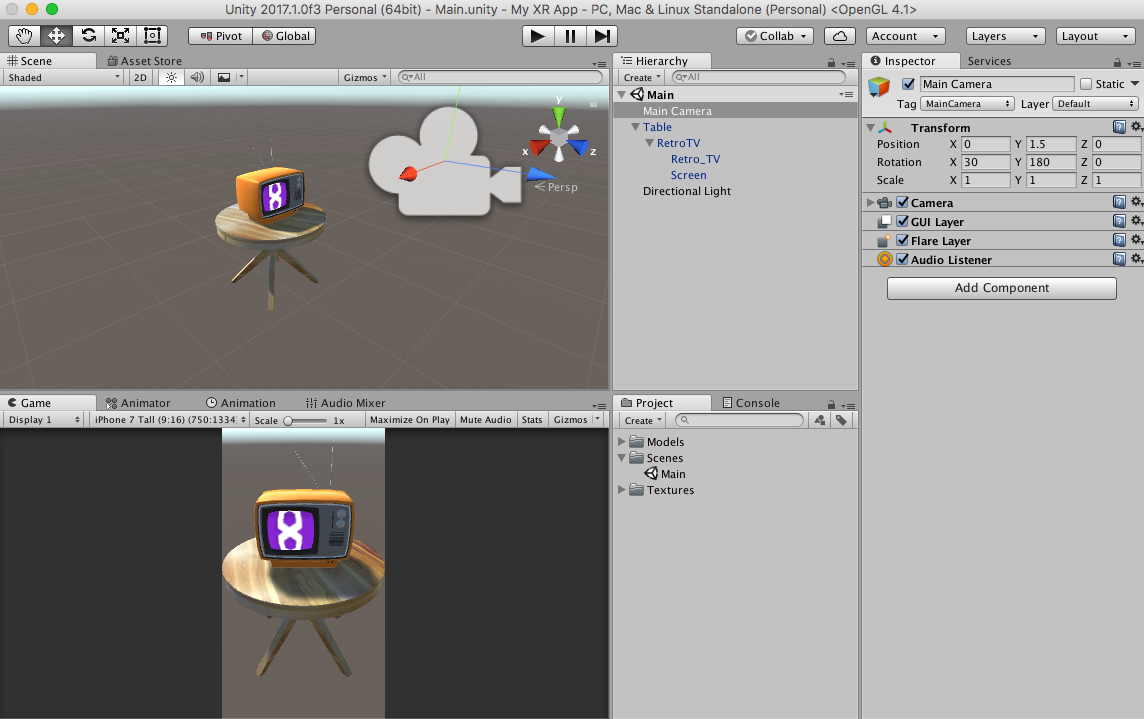 Unity 2017.1.0f3 Personal (64bit) - Main.unity - My XR App - PC, Mac & Linux Standalone (Personal) <OpenGL 4.1>
Pivot Global Collab Account Layers Layout
Scene Asset Store
Shaded 2D Gizmos All
y
x z
Persp
Hierarchy
Create All
Main
Main Camera
Table
RetroTV
Retro_TV
Screen
Directional Light
Inspector Services
Main Camera Static
Tag MainCamera Layer Default
Transform
Position X 0 Y 1.5 Z 0
Rotation X 30 Y 180 Z 0
Scale X 1 Y 1 Z 1
Camera
GUI Layer
Flare Layer
Audio Listener
Add Component
Game Animator Animation Audio Mixer
Display 1 iPhone 7 Tall (9:16) (750:1334) Scale 1x Maximize On Play Mute Audio Stats Gizmos
Project Console
Create
Models
Scenes
Main
Textures